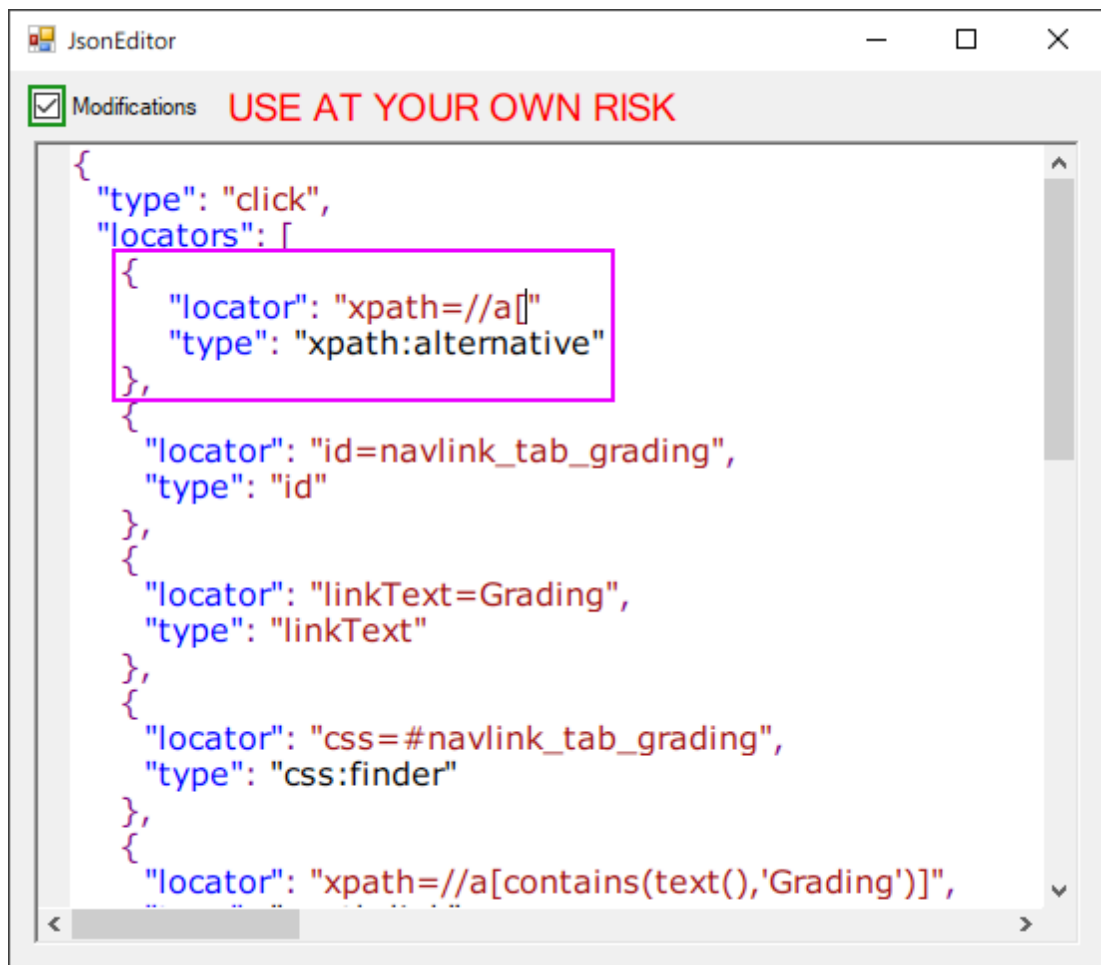 JsonEditor
Modifications USE AT YOUR OWN RISK
{
"type": "click",
"locators": [
{
"locator": "xpath=//a["
"type": "xpath:alternative"
},
{
"locator": "id=navlink_tab_grading",
"type": "id"
},
{
"locator": "linkText=Grading",
"type": "linkText"
},
{
"locator": "css=#navlink_tab_grading",
"type": "css:finder"
},
{
"locator": "xpath=//a[contains(text(),'Grading')]",